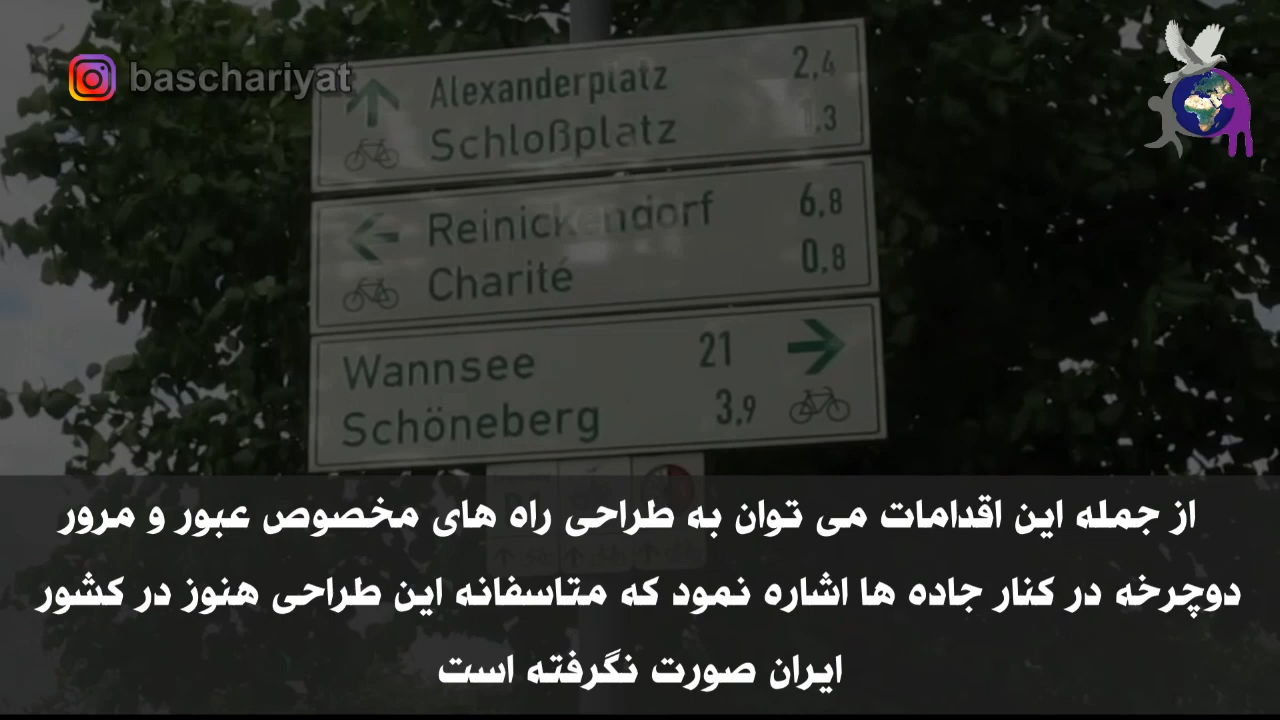 baschariyat
Alexanderplatz 2,4
Schloßplatz ,3
Reinickendorf 6,8
Charité 0,8
Wannsee 21
Schöneberg 3,9
از جمله این اقدامات می توان به طراحی راه های مخصوص عبور و مرور
دوچرخه در کنار جاده ها اشاره نمود که متاسفانه این طراحی هنوز در کشور
ایران صورت نگرفته است